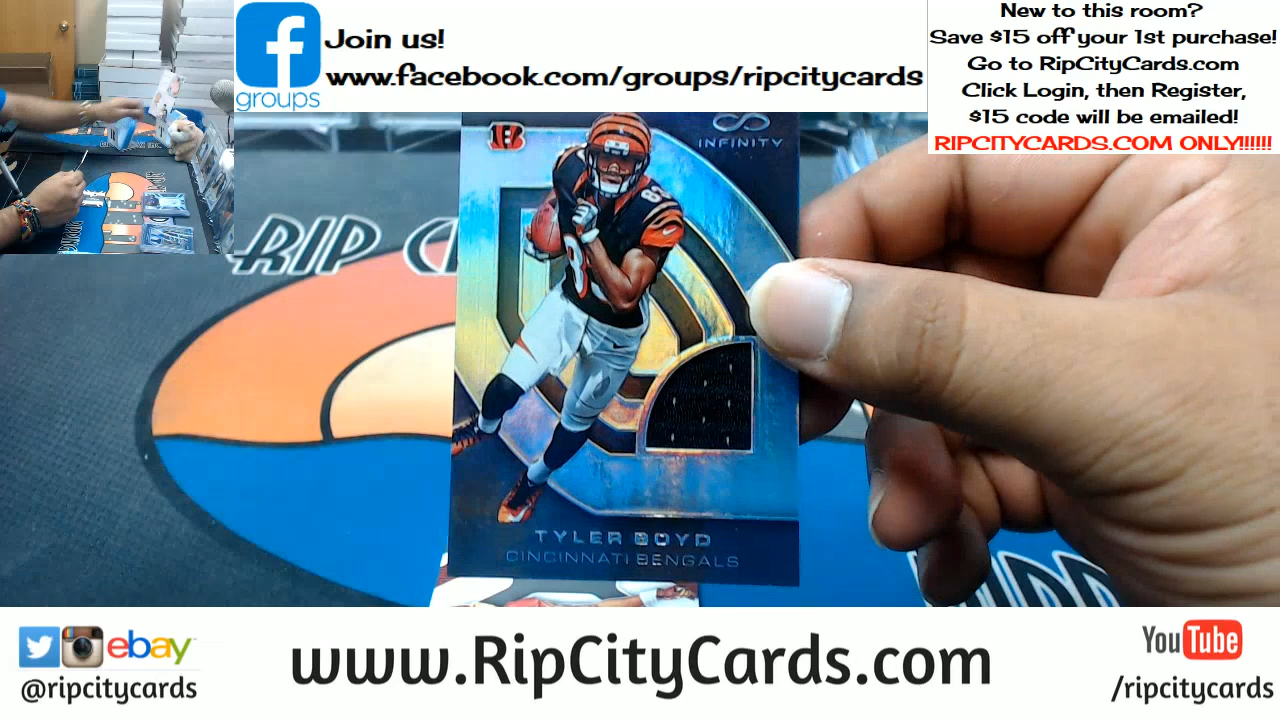 Join us!
www.facebook.com/groups/ripcitycards
groups
New to this room?
Save $15 off your 1st purchase!
Go to RipCityCards.com
Click Login, then Register,
$15 code will be emailed!
RIPCITYCARDS.COM ONLY!!!!!!
INFINITY
RIP C
TYLER BOYD
CINCINNATI BENGALS
ebay
@ripcitycards
www.RipCityCards.com
YouTube
/ripcitycards